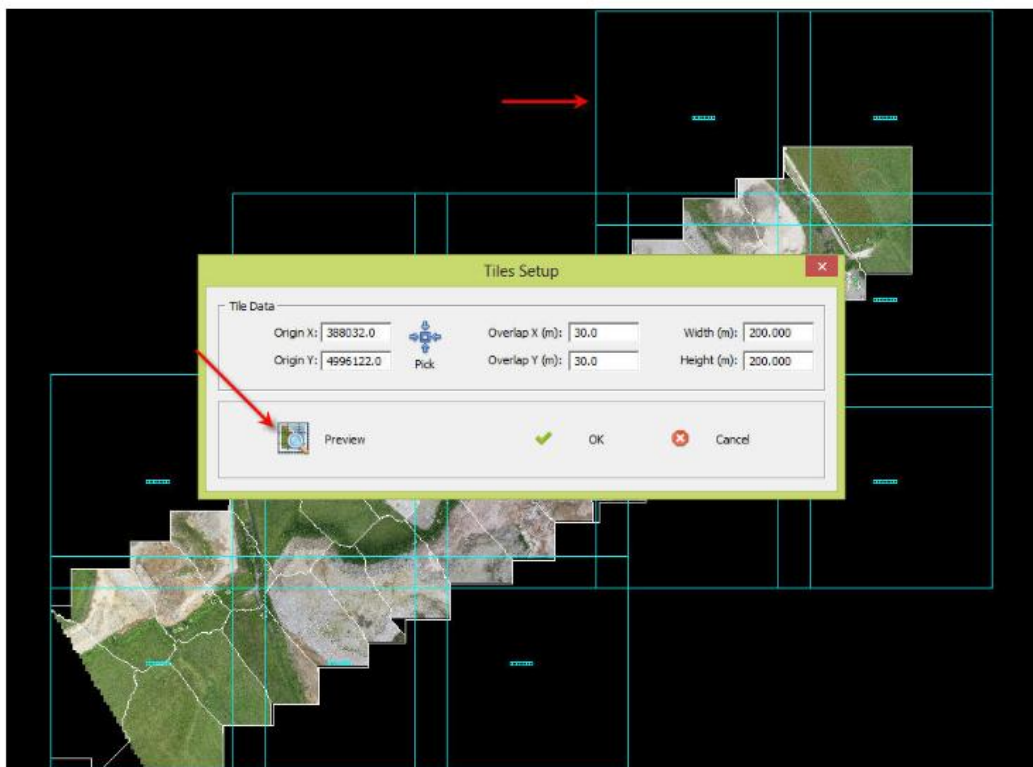 Tiles Setup
Tile Data
Origin X: 388032.0
Overlap X (m): 30.0
Width (m): 200.000
Origin Y: 4996122.0
Pick
Overlap Y (m): 30.0
Height (m): 200.000
Preview
OK
Cancel